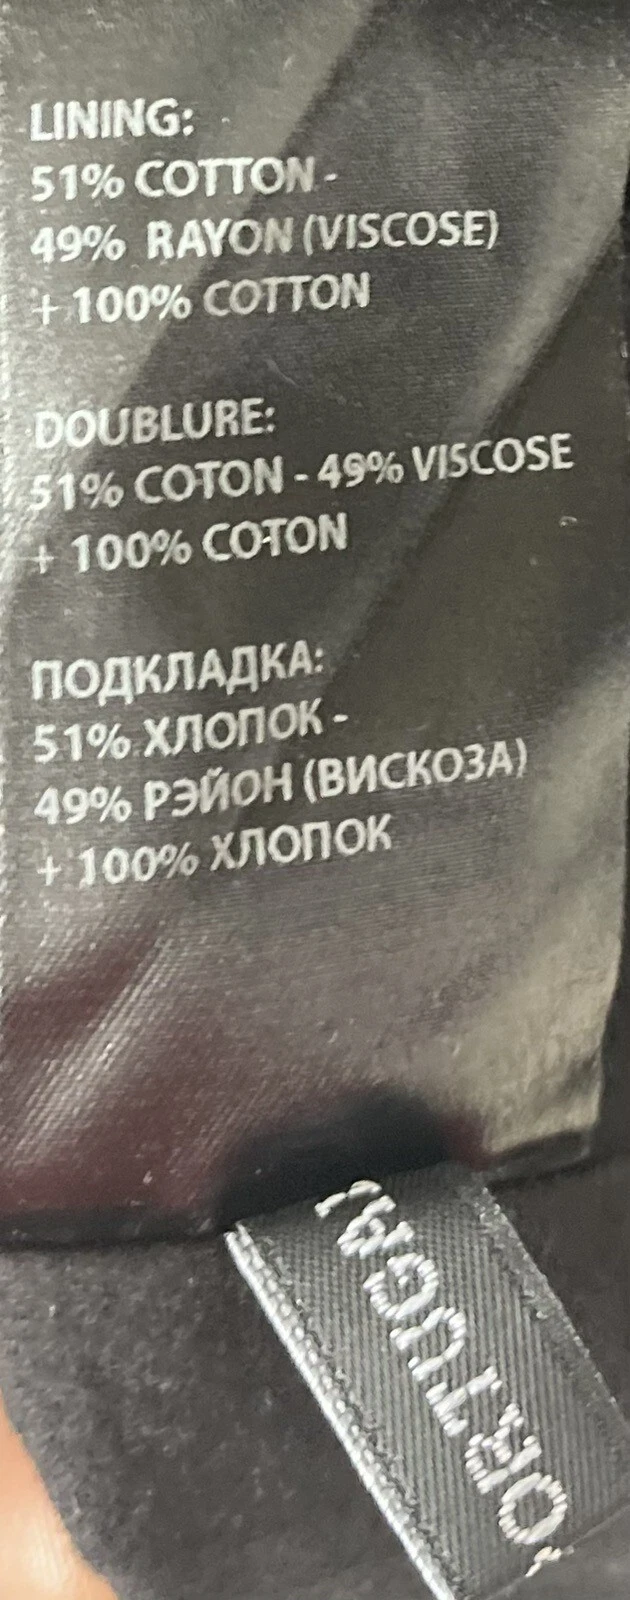 LINING:
51% COTTON -
49% RAYON (VISCOSE)
+ 100% COTTON
DOUBLURE:
51% COTON - 49% VISCOSE
+ 100% COTON
ПОДКЛАДКА:
51% ХЛОПОК -
49% РЭЙОН (ВИСКОЗА)
+ 100% ХЛОПОК